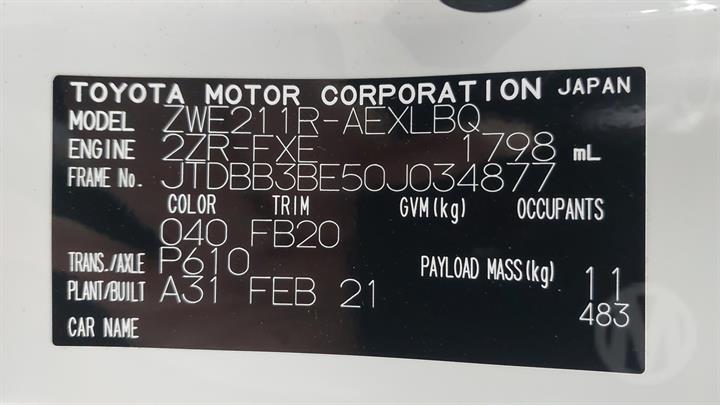 TOYOTA MOTOR CORPORATION JAPAN
MODEL ZWE211R-AEXLBQ
ENGINE 2ZR-FXE 1798 mL
FRAME No. JTDBB3BE50J034877
COLOR TRIM GVM(kg) OCCUPANTS
040 FB20
TRANS./AXLE P610 PAYLOAD MASS(kg) 11
PLANT/BUILT A31 FEB 21 483
CAR NAME